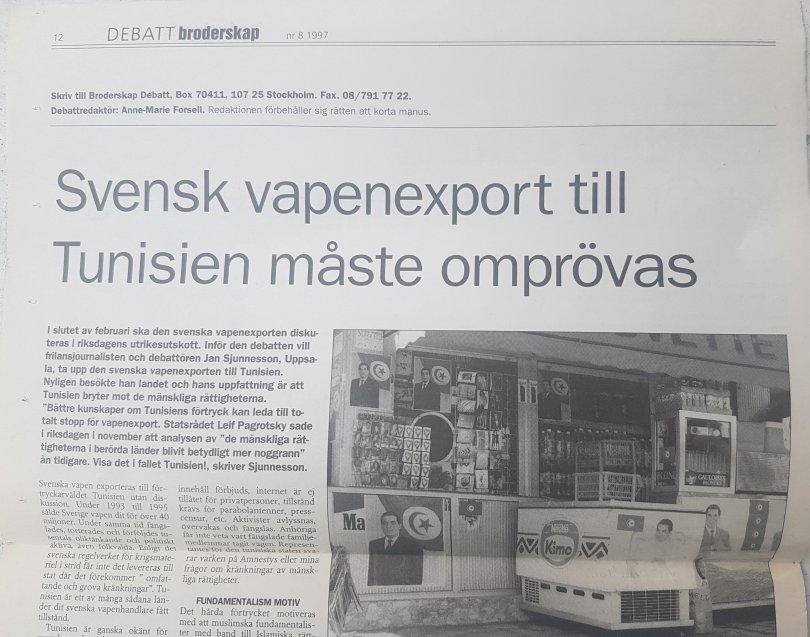 12
DEBATT broderskap
nr 8 1997
Skriv till Broderskap Debatt, Box 70411, 107 25 Stockholm. Fax. 08/791 77 22.
Debattredaktör: Anne-Marie Forsell. Redaktionen förbehåller sig rätten att korta manus.
Svensk vapenexport till
Tunisien måste omprövas
I slutet av februari ska den svenska vapenexporten disku-
teras i riksdagens utrikesutskott. Inför den debatten vill
frilansjournalisten och debattören Jan Sjunnesson, Uppsa-
la, ta upp den svenska vapenexporten till Tunisien.
Nyligen besökte han landet och hans uppfattning är att
Tunisien bryter mot de mänskliga rättigheterna.
"Bättre kunskaper om Tunisiens förtryck kan leda till to-
talt stopp för vapenexport. Statsrådet Leif Pagrotsky sade
i riksdagen i november att analysen av "de mänskliga rät-
tigheterna i berörda länder blivit betydligt mer noggrann"
än tidigare. Visa det i fallet Tunisien!, skriver Sjunnesson.
Svenska vapen exporteras till för-
tryckarväldet Tunisien utan dis-
kussion. Under 1993 till 1995
sålde Sverige vapen dit för över 40
miljoner. Under samma tid fängs-
lades, torterades och förföljdes tu-
sentals oliktänkande och politiskt
aktiva, även folkvalda. Enligt det
svenska regelverket för krigsmate-
riel i strid får inte det levereras till
stat där det förekommer "omfat-
tande och grova kränkningar". Tu-
nisien är ett av många sådana län-
der dit svenska vapenhandlare fått
tillstånd.
Tunisien är ganska okänt för
innehåll förbjuds, internet är ej
tillåtet för privatpersoner, tillstånd
krävs för parabolantenner, press-
censur, etc. Aktivister avlyssnas,
övervakas och fängslas. Anhöriga
får inte veta vart fängslade familje-
medlemmar tagit vägen. Represen-
tanter för den tunisiska staten sva-
rar varken på Amnestys eller mina
frågor om kränkningar av mänsk-
liga rättigheter.
FUNDAMENTALISM MOTIV
Det hårda förtrycket motiveras
med att muslimska fundamentalis-
ter med band till Islamiska rätt-
Ma
Kimo